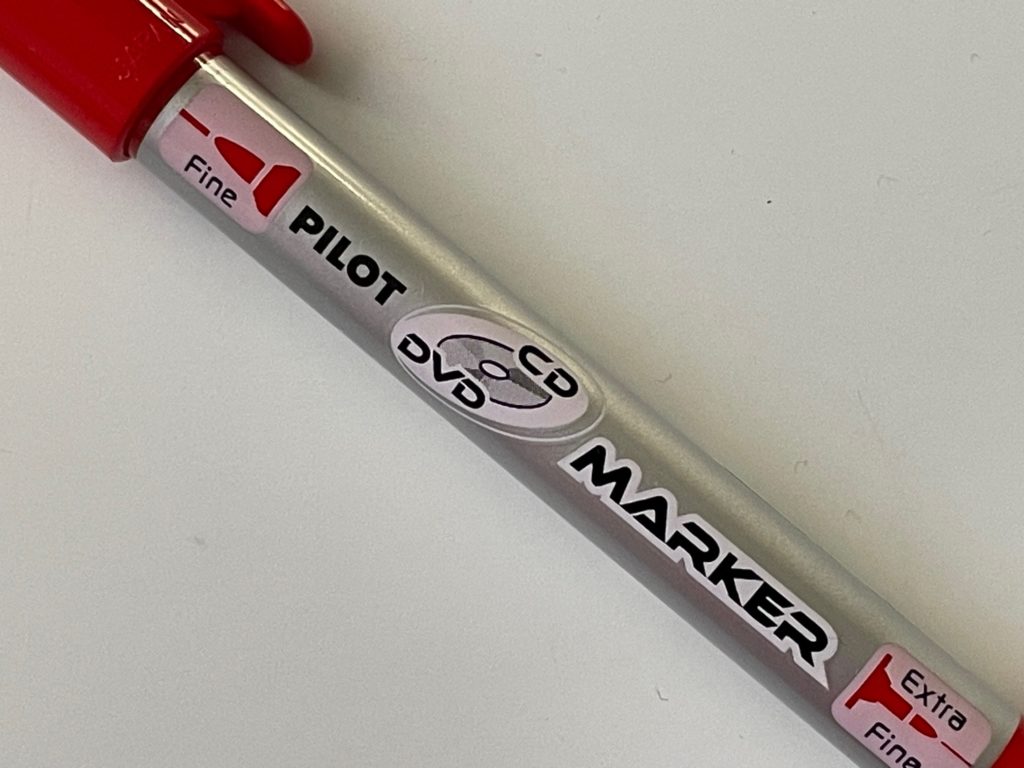 Fine
PILOT
CD
DVD
MARKER
Extra
Fine